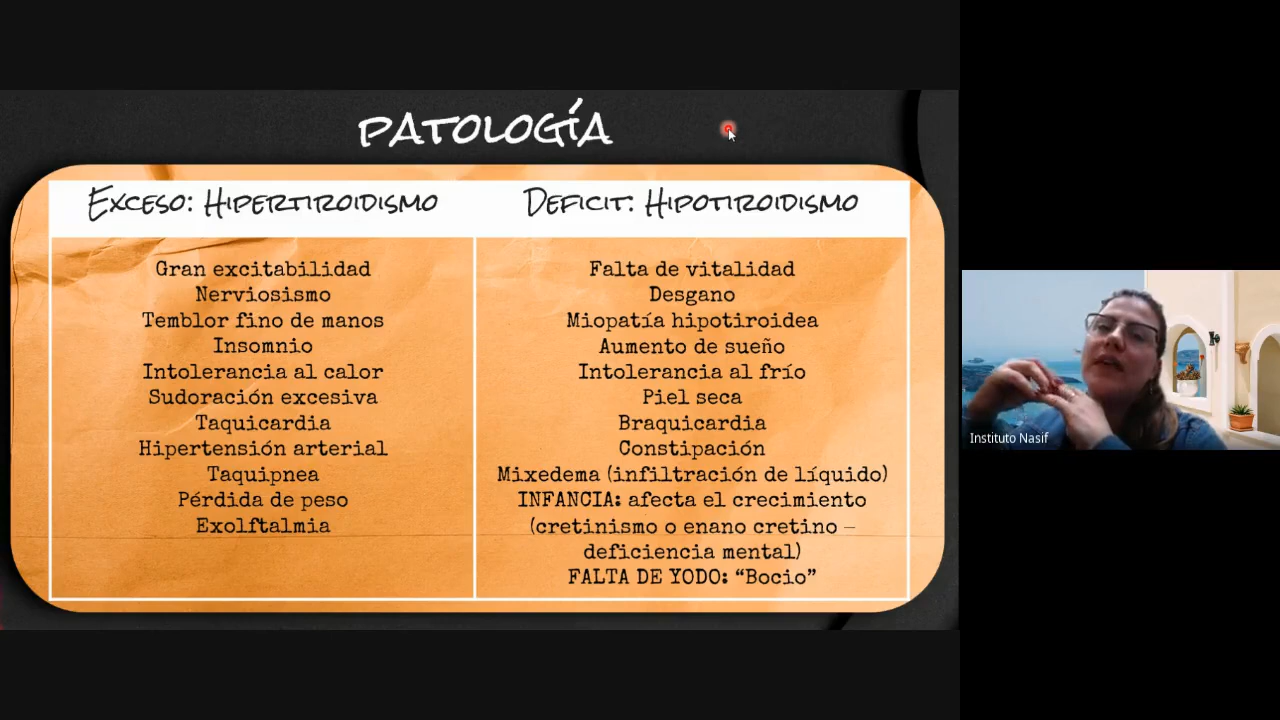 PATOLOGÍA
Exceso: Hipertiroidismo
Gran excitabilidad
Nerviosismo
Temblor fino de manos
Insomnio
Intolerancia al calor
Sudoración excesiva
Taquicardia
Hipertensión arterial
Taquipnea
Pérdida de peso
Exolftalmia
Deficit: Hipotiroidismo
Falta de vitalidad
Desgano
Miopatía hipotiroidea
Aumento de sueño
Intolerancia al frío
Piel seca
Braquicardia
Constipación
Mixedema (infiltración de líquido)
INFANCIA: afecta el crecimiento
(cretinismo o enano cretino –
deficiencia mental)
FALTA DE YODO: “Bocio”
Instituto Nasif